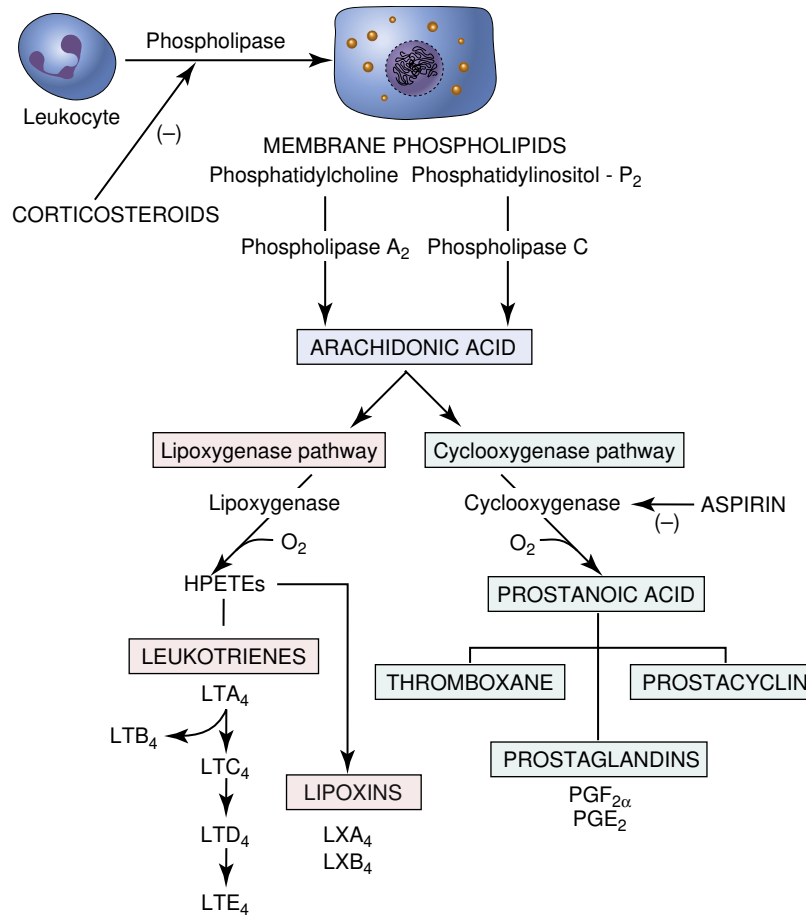 Phospholipase
Leukocyte
(–)
CORTICOSTEROIDS
MEMBRANE PHOSPHOLIPIDS
Phosphatidylcholine Phosphatidylinositol - P₂
Phospholipase A₂ Phospholipase C
ARACHIDONIC ACID
Lipoxygenase pathway Cyclooxygenase pathway
Lipoxygenase Cyclooxygenase ASPIRIN
(–)
O₂ O₂
HPETEs PROSTANOIC ACID
LEUKOTRIENES THROMBOXANE PROSTACYCLIN
LTA₄
LTB₄
LTC₄ PROSTAGLANDINS
LIPOXINS PGF₂α
PGE₂
LTD₄ LXA₄
LXB₄
LTE₄